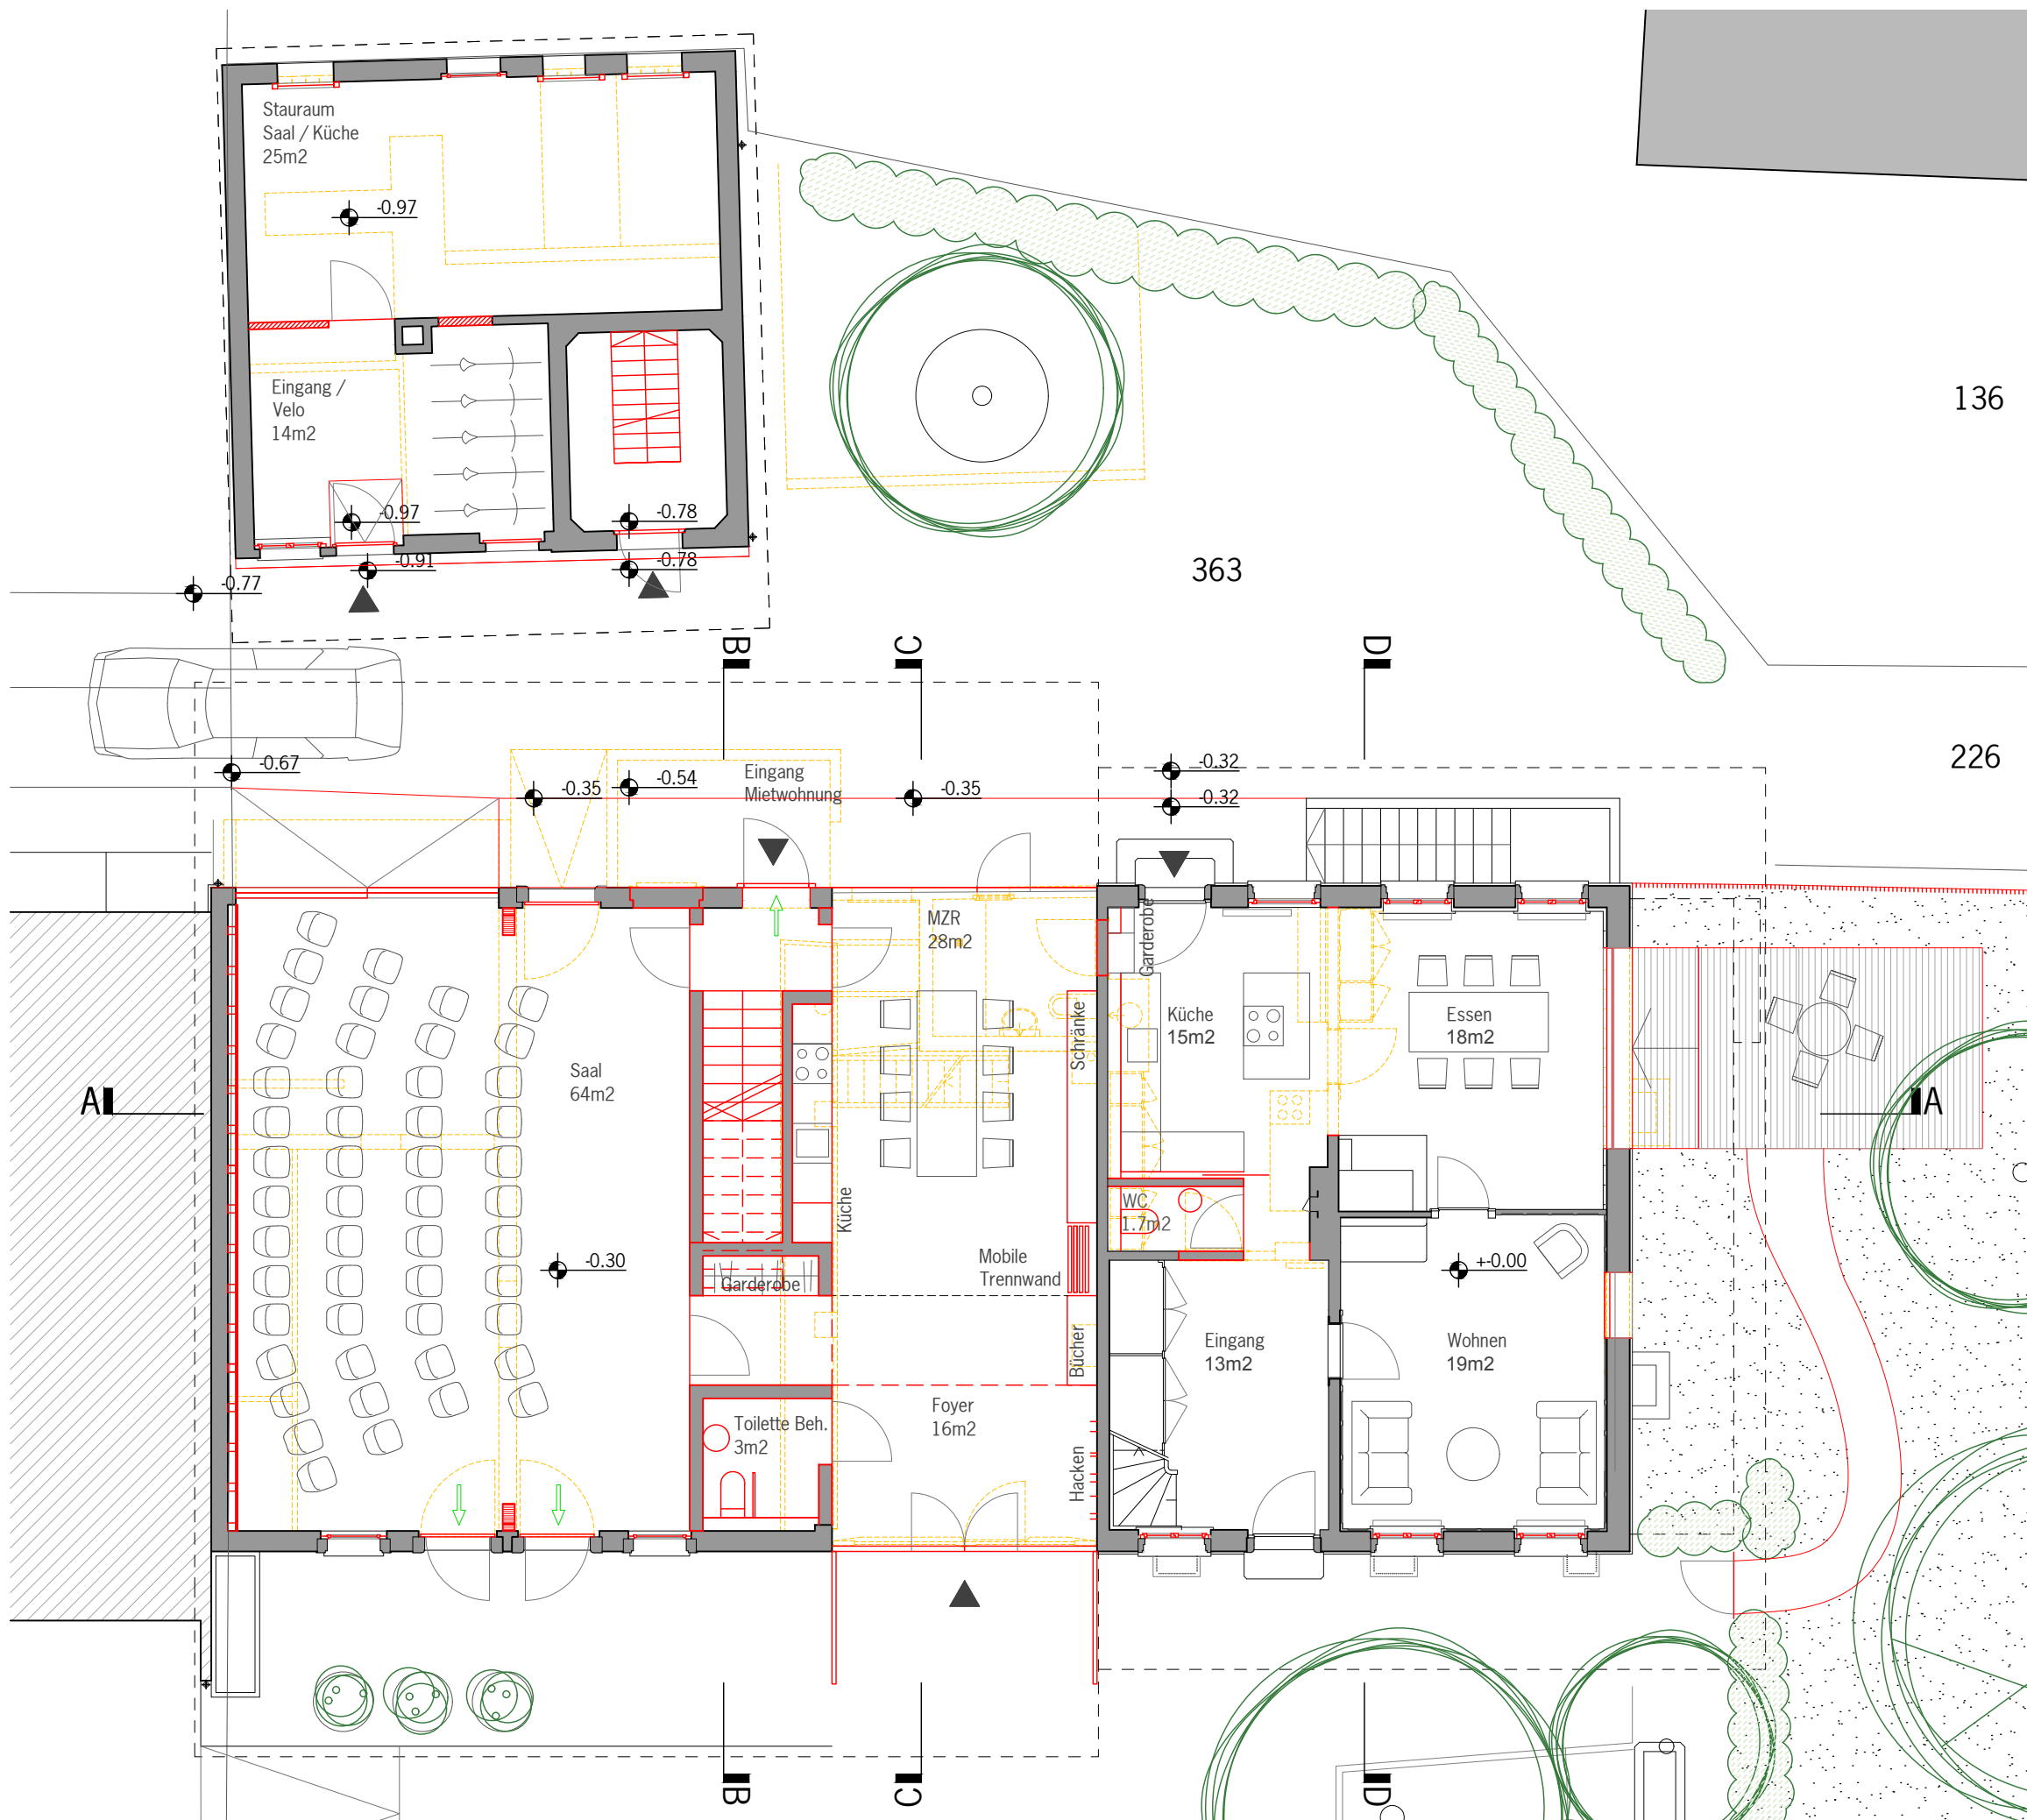 Stauraum
Saal / Küche
25m2
-0.97
Eingang /
Velo
14m2
-0.97
-0.78
-0.91
-0.78
-0.77
136
363
226
B
C
D
-0.67
-0.35
-0.54
Eingang
Mietwohnung
-0.35
-0.32
-0.32
MZR
28m2
Garderobe
Schränke
Küche
15m2
Essen
18m2
Saal
64m2
A
A
Küche
WC
1.7m2
Mobile
Trennwand
-0.30
Garderobe
+-0.00
Bücher
Eingang
13m2
Wohnen
19m2
Foyer
16m2
Toilette Beh.
3m2
Hacken
B
C
D